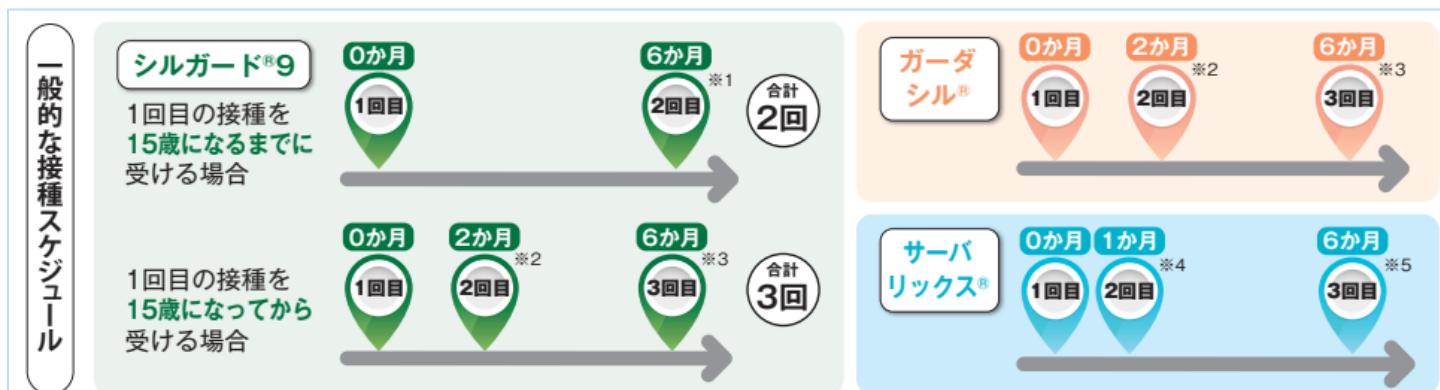 一般的な接種スケジュール
シルガード®9
1回目の接種を
15歳になるまでに
受ける場合
0か月
1回目
6か月
※1
2回目
合計
2回
1回目の接種を
15歳になってから
受ける場合
0か月
1回目
2か月
※2
2回目
6か月
※3
3回目
合計
3回
ガーダ
シル®
0か月
1回目
2か月
※2
2回目
6か月
※3
3回目
サーバ
リックス®
0か月
1回目
1か月
※4
2回目
6か月
※5
3回目